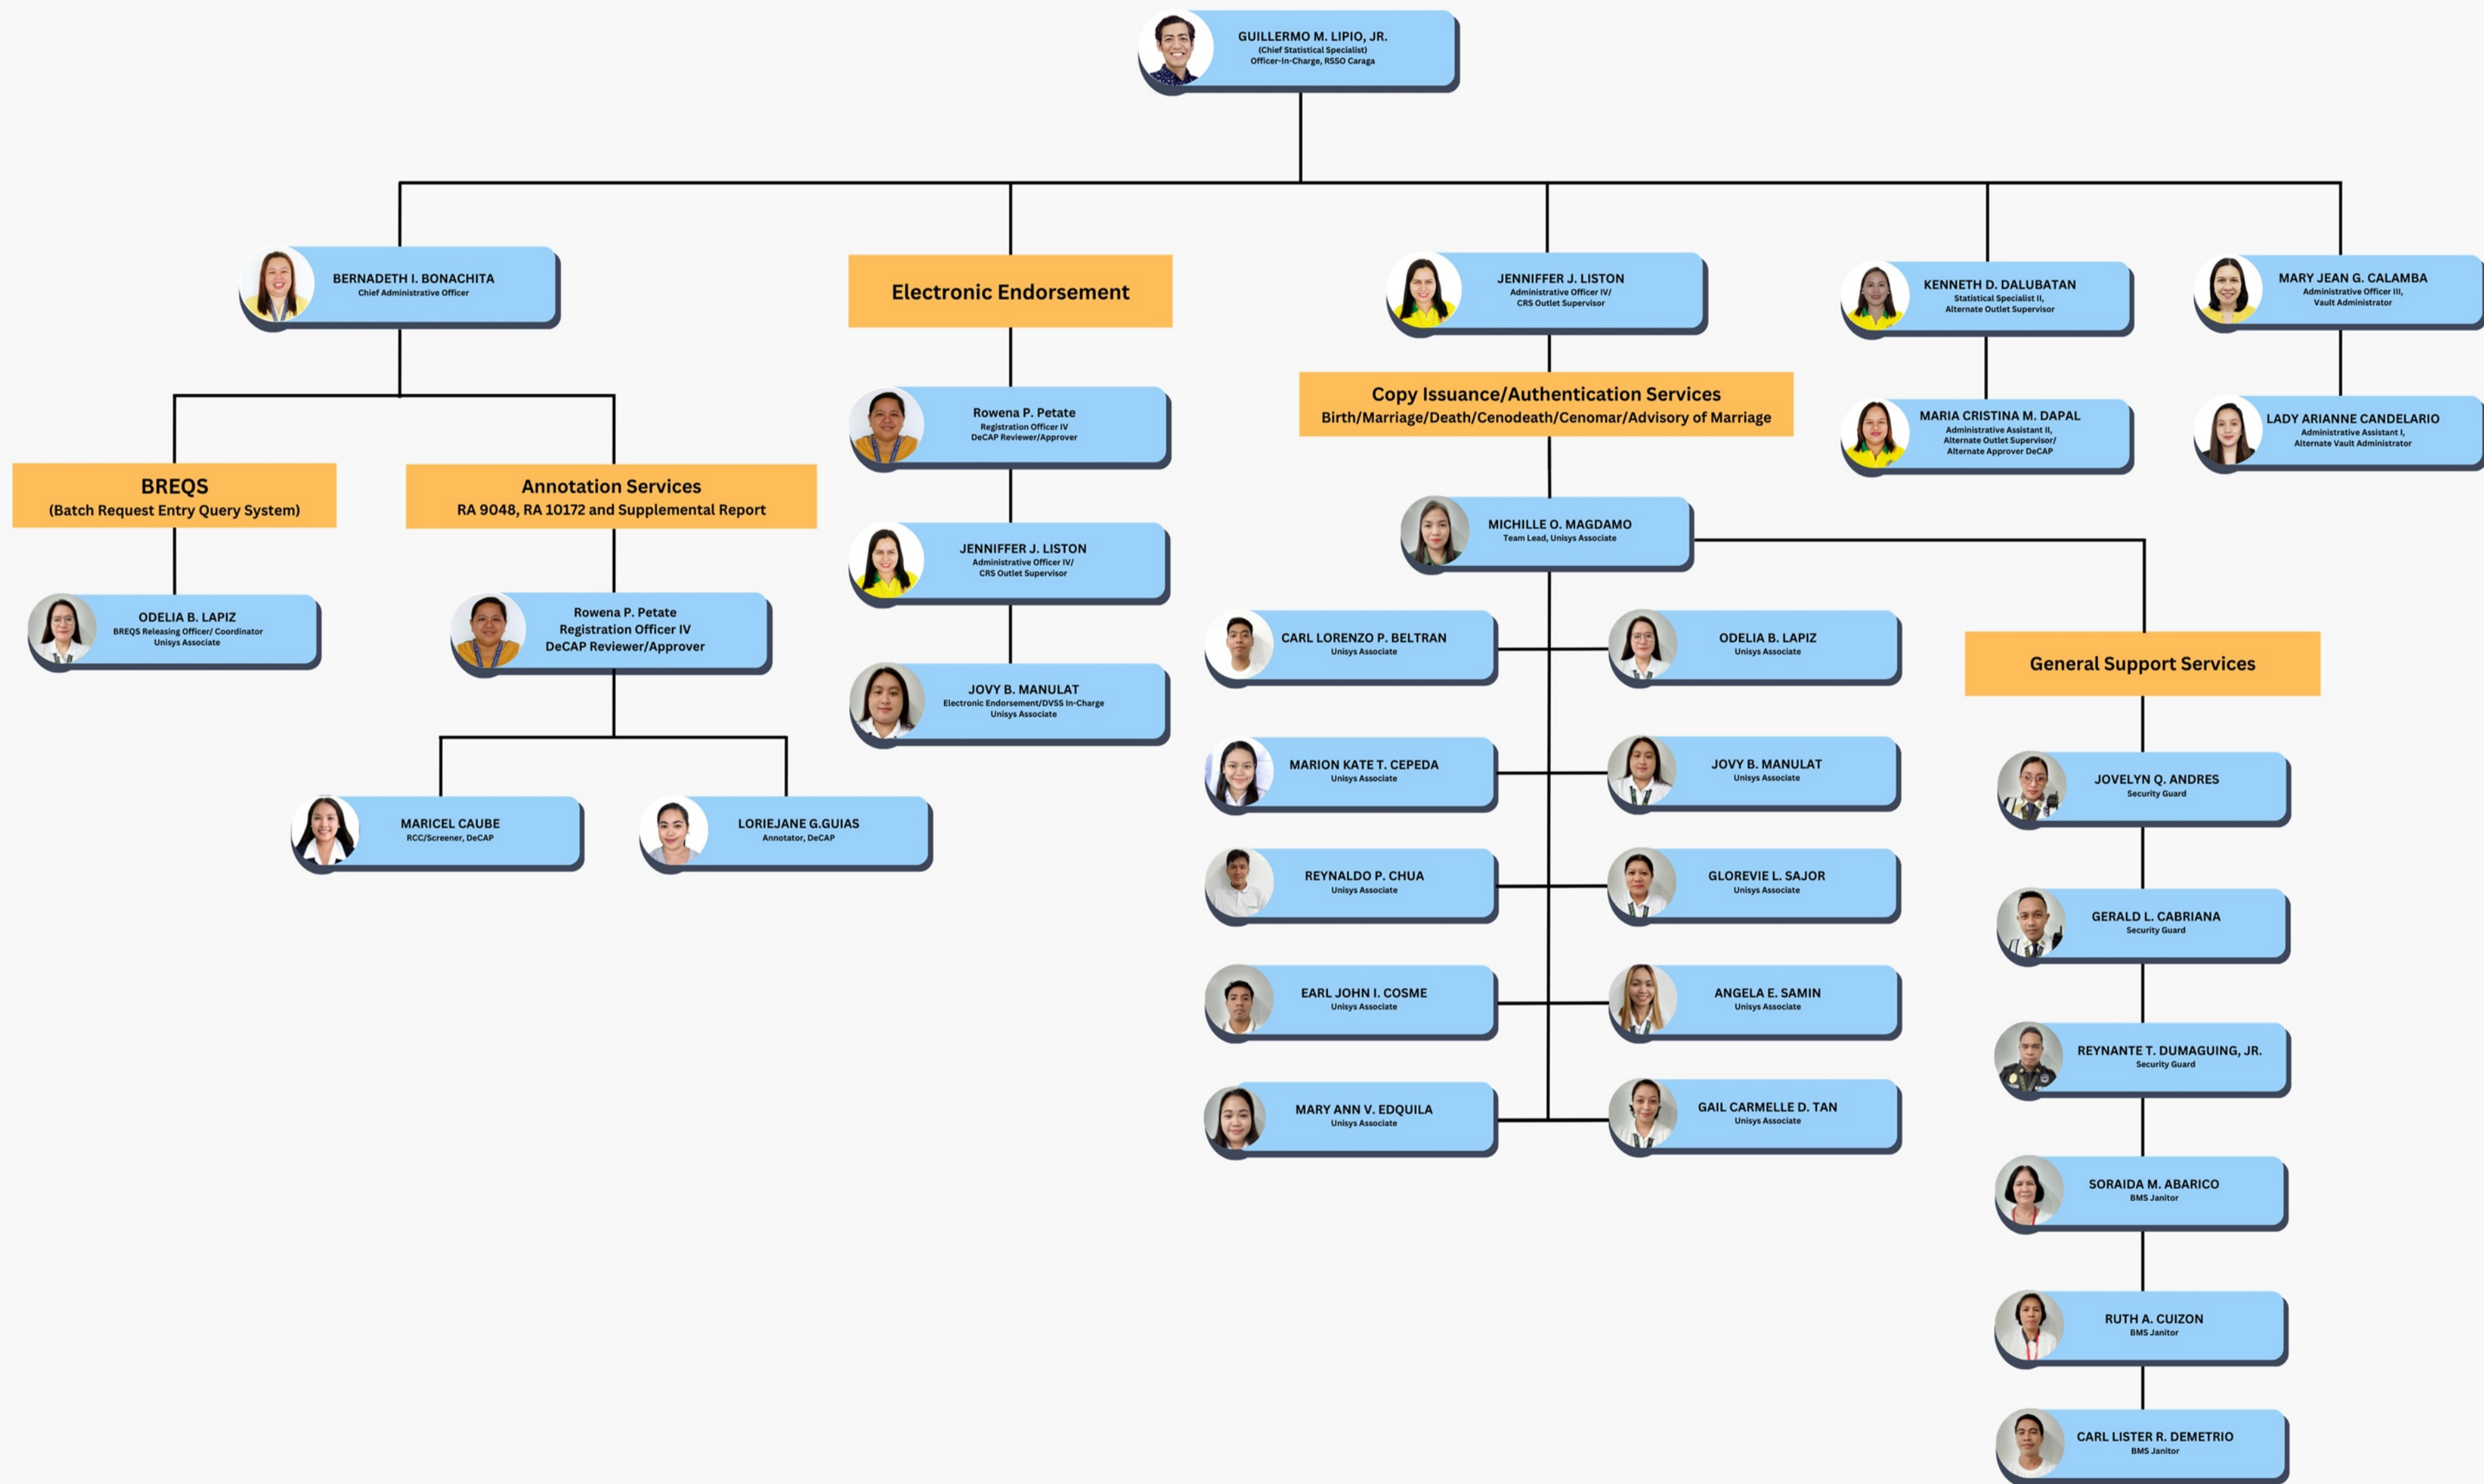 GUILLERMO M. LIPIO, JR.
(Chief Statistical Specialist)
Officer-In-Charge, RSSO Caraga
BERNADETH I. BONACHITA
Chief Administrative Officer
BREQS
(Batch Request Entry Query System)
ODELIA B. LAPIZ
BREQS Releasing Officer/ Coordinator
Unisys Associate
Annotation Services
RA 9048, RA 10172 and Supplemental Report
Rowena P. Petate
Registration Officer IV
DeCAP Reviewer/Approver
MARICEL CAUBE
RCC/Screener, DeCAP
LORIEJANE G.GUIAS
Annotator, DeCAP
Electronic Endorsement
Rowena P. Petate
Registration Officer IV
DeCAP Reviewer/Approver
JENNIFFER J. LISTON
Administrative Officer IV/
CRS Outlet Supervisor
JOVY B. MANULAT
Electronic Endorsement/DVSS In-Charge
Unisys Associate
JENNIFFER J. LISTON
Administrative Officer IV/
CRS Outlet Supervisor
Copy Issuance/Authentication Services
Birth/Marriage/Death/Cenodeath/Cenomar/Advisory of Marriage
MICHILLE O. MAGDAMO
Team Lead, Unisys Associate
CARL LORENZO P. BELTRAN
Unisys Associate
ODELIA B. LAPIZ
Unisys Associate
MARION KATE T. CEPEDA
Unisys Associate
JOVY B. MANULAT
Unisys Associate
REYNALDO P. CHUA
Unisys Associate
GLOREVIE L. SAJOR
Unisys Associate
EARL JOHN I. COSME
Unisys Associate
ANGELA E. SAMIN
Unisys Associate
MARY ANN V. EDQUILA
Unisys Associate
GAIL CARMELLE D. TAN
Unisys Associate
KENNETH D. DALUBATAN
Statistical Specialist II,
Alternate Outlet Supervisor
MARIA CRISTINA M. DAPAL
Administrative Assistant II,
Alternate Outlet Supervisor/
Alternate Approver DeCAP
MARY JEAN G. CALAMBA
Administrative Officer III,
Vault Administrator
LADY ARIANNE CANDELARIO
Administrative Assistant I,
Alternate Vault Administrator
General Support Services
JOVELYN Q. ANDRES
Security Guard
GERALD L. CABRIANA
Security Guard
REYNANTE T. DUMAGUING, JR.
Security Guard
SORAIDA M. ABARICO
BMS Janitor
RUTH A. CUIZON
BMS Janitor
CARL LISTER R. DEMETRIO
BMS Janitor